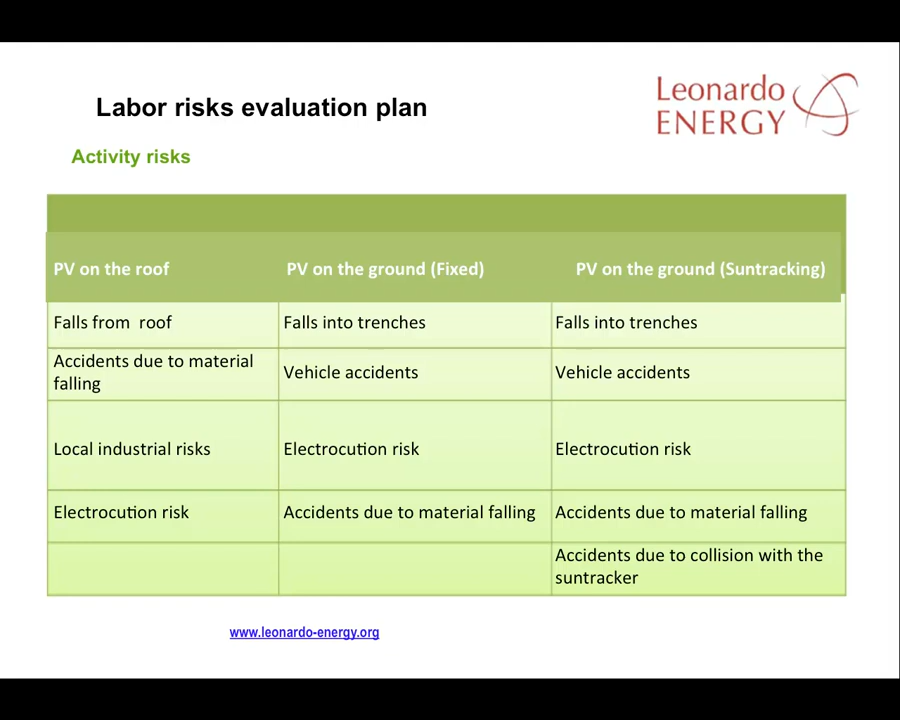 Labor risks evaluation plan
Leonardo
ENERGY
Activity risks
PV on the roof
PV on the ground (Fixed)
PV on the ground (Suntracking)
Falls from roof
Falls into trenches
Falls into trenches
Accidents due to material
falling
Vehicle accidents
Vehicle accidents
Local industrial risks
Electrocution risk
Electrocution risk
Electrocution risk
Accidents due to material falling
Accidents due to material falling
Accidents due to collision with the
suntracker
www.leonardo-energy.org